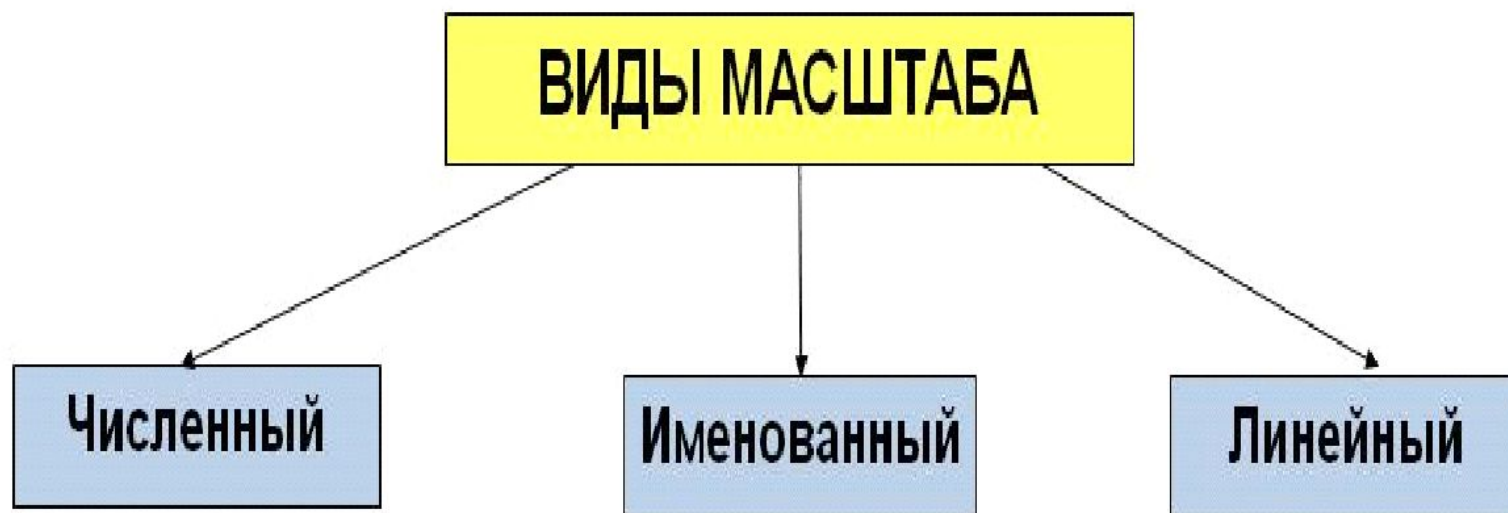 ВИДЫ МАСШТАБА
Численный
Именованный
Линейный